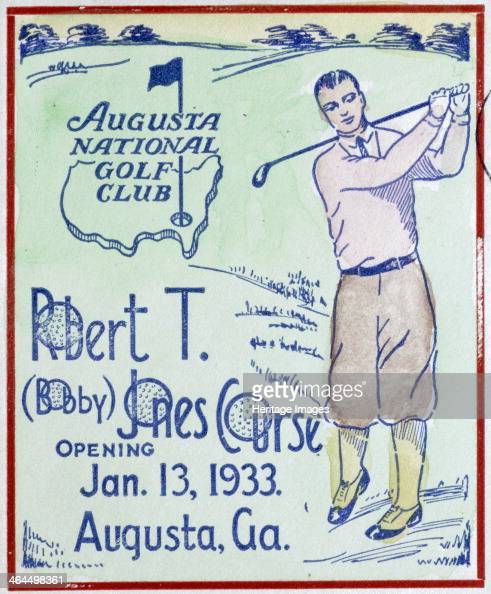 AUGUSTA
NATIONAL
GOLF
CLUB
Robert T.
(Bobby) Jones Course
OPENING
Jan. 13, 1933.
Augusta, Ga.
gettyimages
Heritage Images
464498361